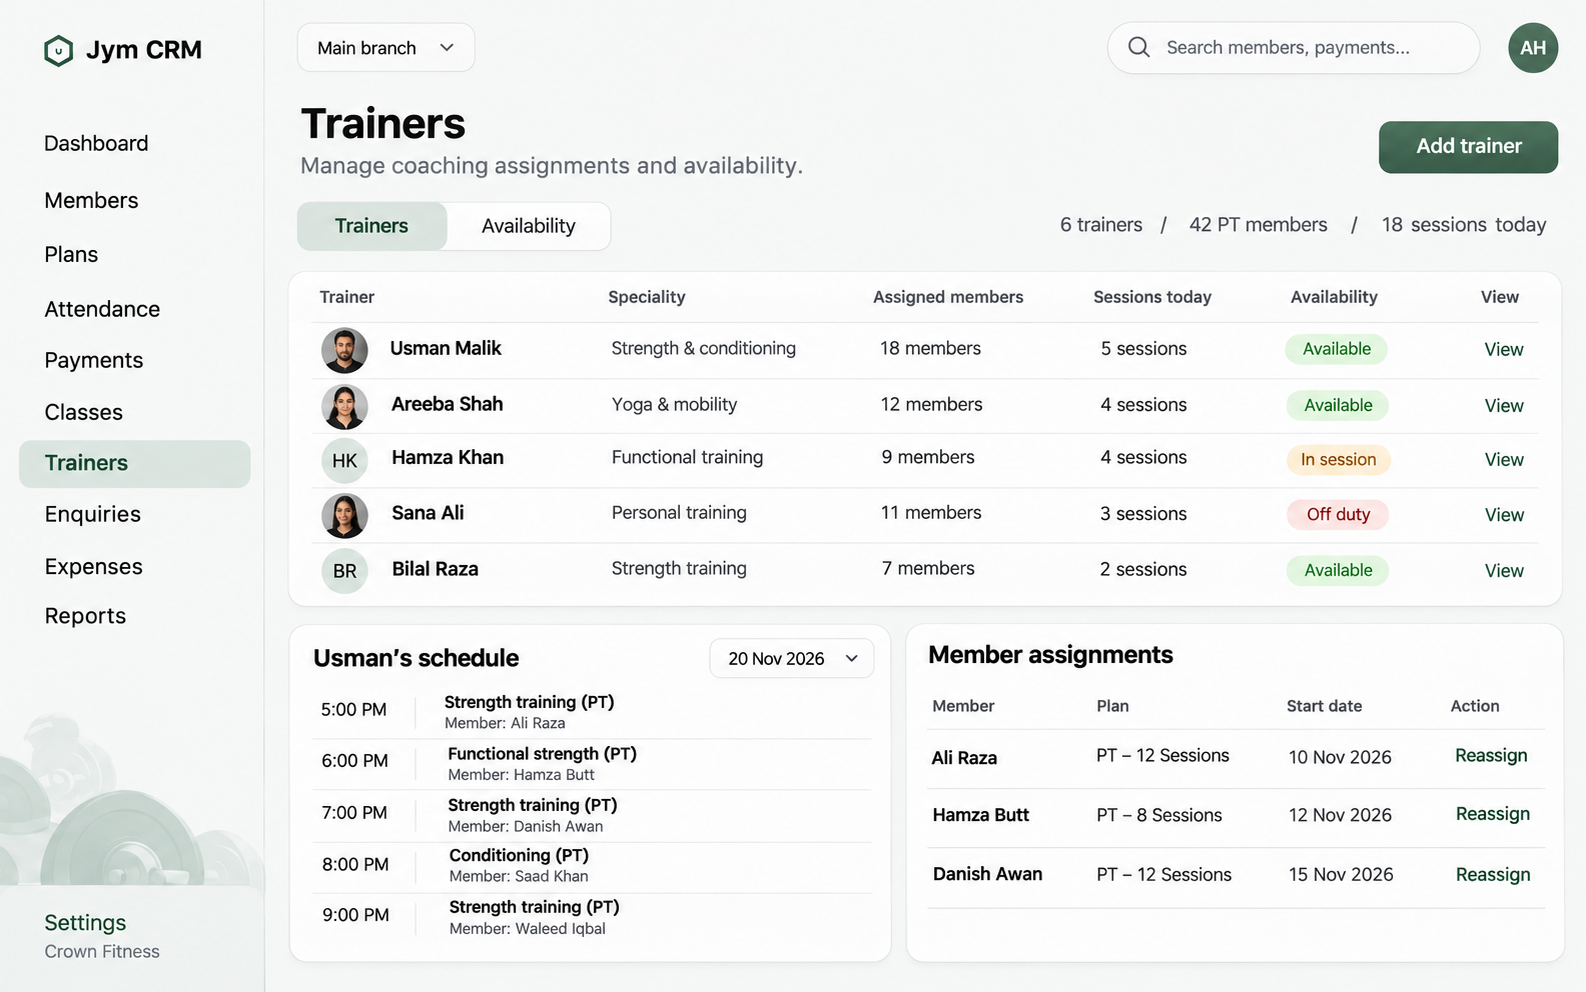 Jym CRM
Main branch
Search members, payments...
AH
Dashboard
Members
Plans
Attendance
Payments
Classes
Trainers
Enquiries
Expenses
Reports
Settings
Crown Fitness
Trainers
Manage coaching assignments and availability.
Add trainer
Trainers Availability
6 trainers / 42 PT members / 18 sessions today
Trainer Speciality Assigned members Sessions today Availability View
Usman Malik Strength & conditioning 18 members 5 sessions Available View
Areeba Shah Yoga & mobility 12 members 4 sessions Available View
HK Hamza Khan Functional training 9 members 4 sessions In session View
Sana Ali Personal training 11 members 3 sessions Off duty View
BR Bilal Raza Strength training 7 members 2 sessions Available View
Usman’s schedule
20 Nov 2026
5:00 PM Strength training (PT)
Member: Ali Raza
6:00 PM Functional strength (PT)
Member: Hamza Butt
7:00 PM Strength training (PT)
Member: Danish Awan
8:00 PM Conditioning (PT)
Member: Saad Khan
9:00 PM Strength training (PT)
Member: Waleed Iqbal
Member assignments
Member Plan Start date Action
Ali Raza PT – 12 Sessions 10 Nov 2026 Reassign
Hamza Butt PT – 8 Sessions 12 Nov 2026 Reassign
Danish Awan PT – 12 Sessions 15 Nov 2026 Reassign